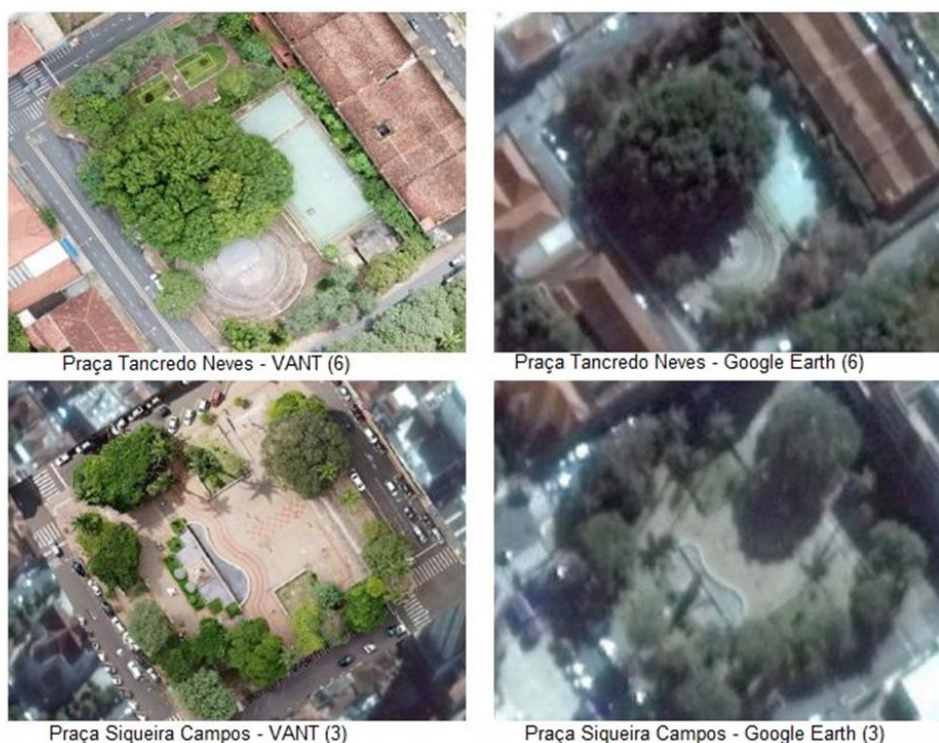 Praça Tancredo Neves - VANT (6)
Praça Tancredo Neves - Google Earth (6)
Praça Siqueira Campos - VANT (3)
Praça Siqueira Campos - Google Earth (3)